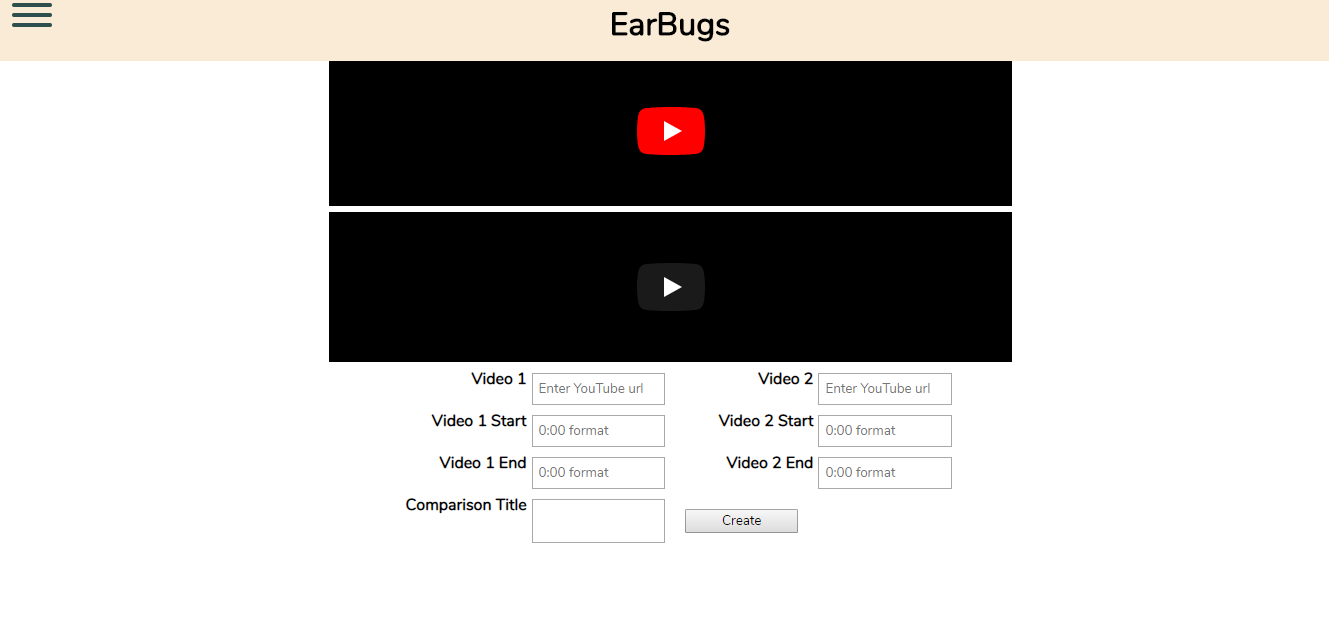 EarBugs
Video 1 Enter YouTube url Video 2 Enter YouTube url
Video 1 Start 0:00 format Video 2 Start 0:00 format
Video 1 End 0:00 format Video 2 End 0:00 format
Comparison Title Create